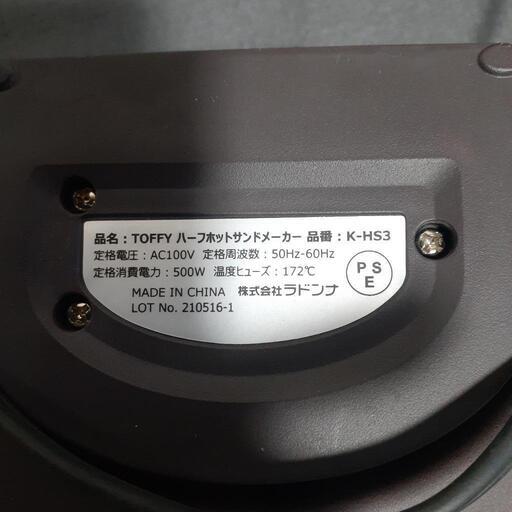 品名：TOFFY ハーフホットサンドメーカー 品番：K-HS3
定格電圧：AC100V 定格周波数：50Hz-60Hz
定格消費電力：500W 温度ヒューズ：172℃
MADE IN CHINA 株式会社ラドンナ
LOT No. 210516-1
P S
E